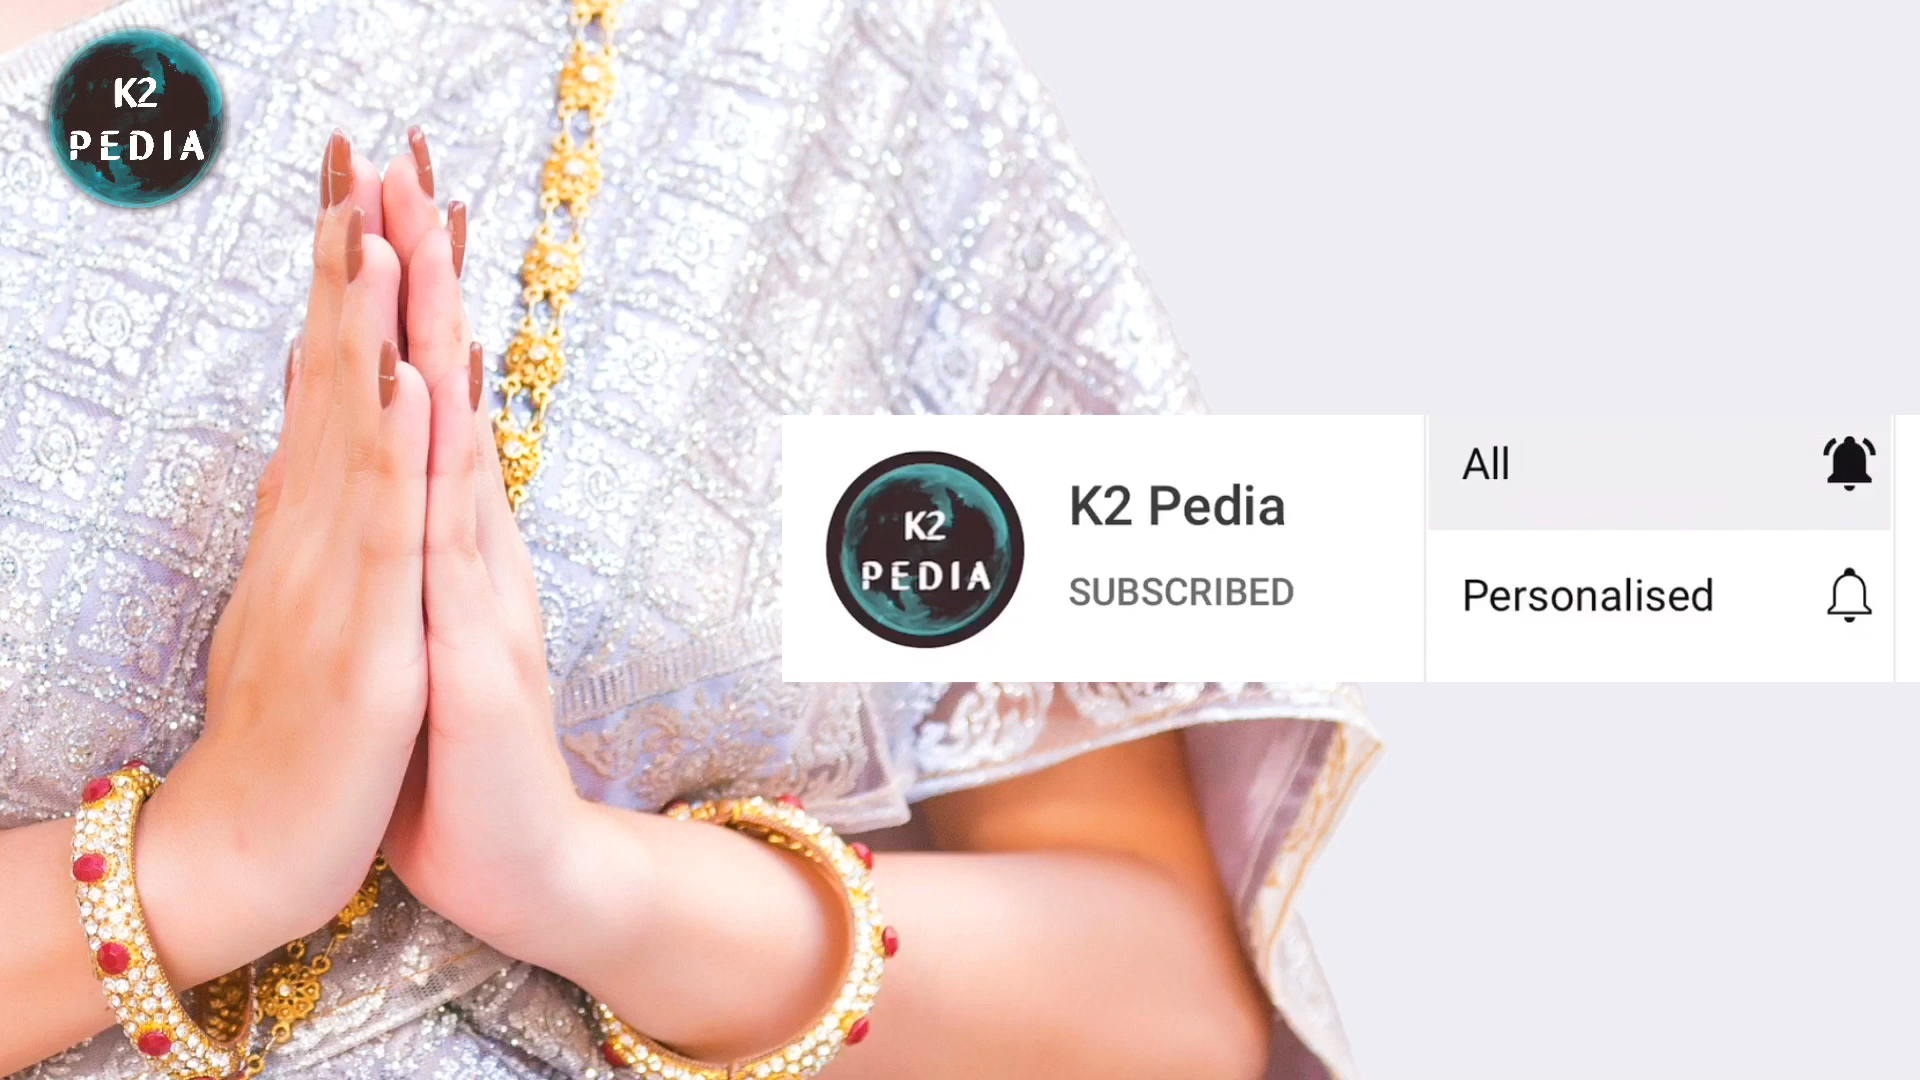 K2
PEDIA
K2
PEDIA
K2 Pedia
SUBSCRIBED
All
Personalised